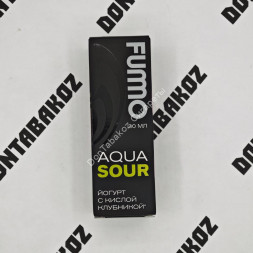 DONTABAKOZ
DONTABAKOZ
DONTABAKOZ
DONTABAKOZ
FUMMO
30 МЛ
AQUA
SOUR
ЙОГУРТ
С КИСЛОЙ
КЛУБНИКОЙ